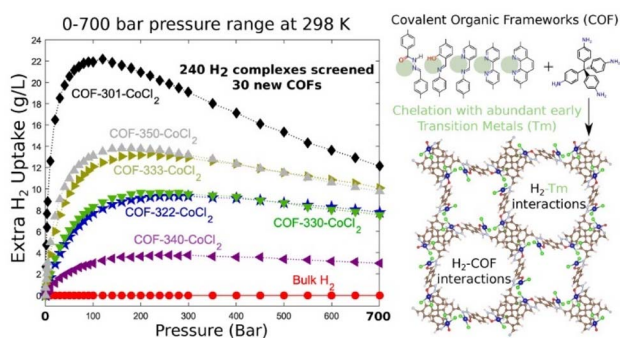 0-700 bar pressure range at 298 K
Extra H2 Uptake (g/L)
24
22
20
18
16
14
12
10
8
6
4
2
0
240 H2 complexes screened
30 new COFs
COF-301-CoCl2
COF-350-CoCl2
COF-333-CoCl2
COF-322-CoCl2
COF-330-CoCl2
COF-340-CoCl2
Bulk H2
0 100 200 300 400 500 600 700
Pressure (Bar)
Covalent Organic Frameworks (COF)
+
Chelation with abundant early
Transition Metals (Tm)
H2-Tm
interactions
H2-COF
interactions